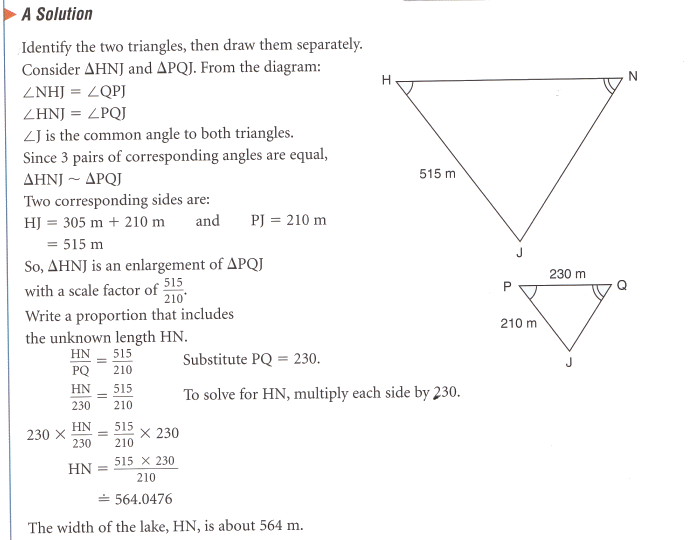 A Solution
Identify the two triangles, then draw them separately.
Consider ΔHNJ and ΔPQJ. From the diagram:
∠NHJ = ∠QPJ
∠HNJ = ∠PQJ
∠J is the common angle to both triangles.
Since 3 pairs of corresponding angles are equal,
ΔHNJ ~ ΔPQJ
Two corresponding sides are:
HJ = 305 m + 210 m and PJ = 210 m
= 515 m
So, ΔHNJ is an enlargement of ΔPQJ
with a scale factor of 515/210.
Write a proportion that includes
the unknown length HN.
HN/PQ = 515/210 Substitute PQ = 230.
HN/230 = 515/210 To solve for HN, multiply each side by 230.
230 × HN/230 = 515/210 × 230
HN = 515 × 230/210
≐ 564.0476
The width of the lake, HN, is about 564 m.
H
N
515 m
J
230 m
P
Q
210 m
J